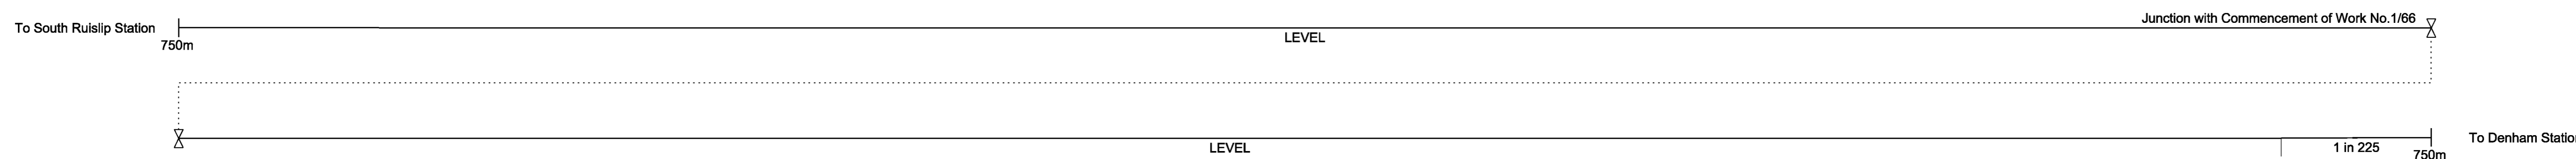 Junction with Commencement of Work No.1/66
To South Ruislip Station
LEVEL
750m
To Denham Statio
LEVEL
1 in 225
750m